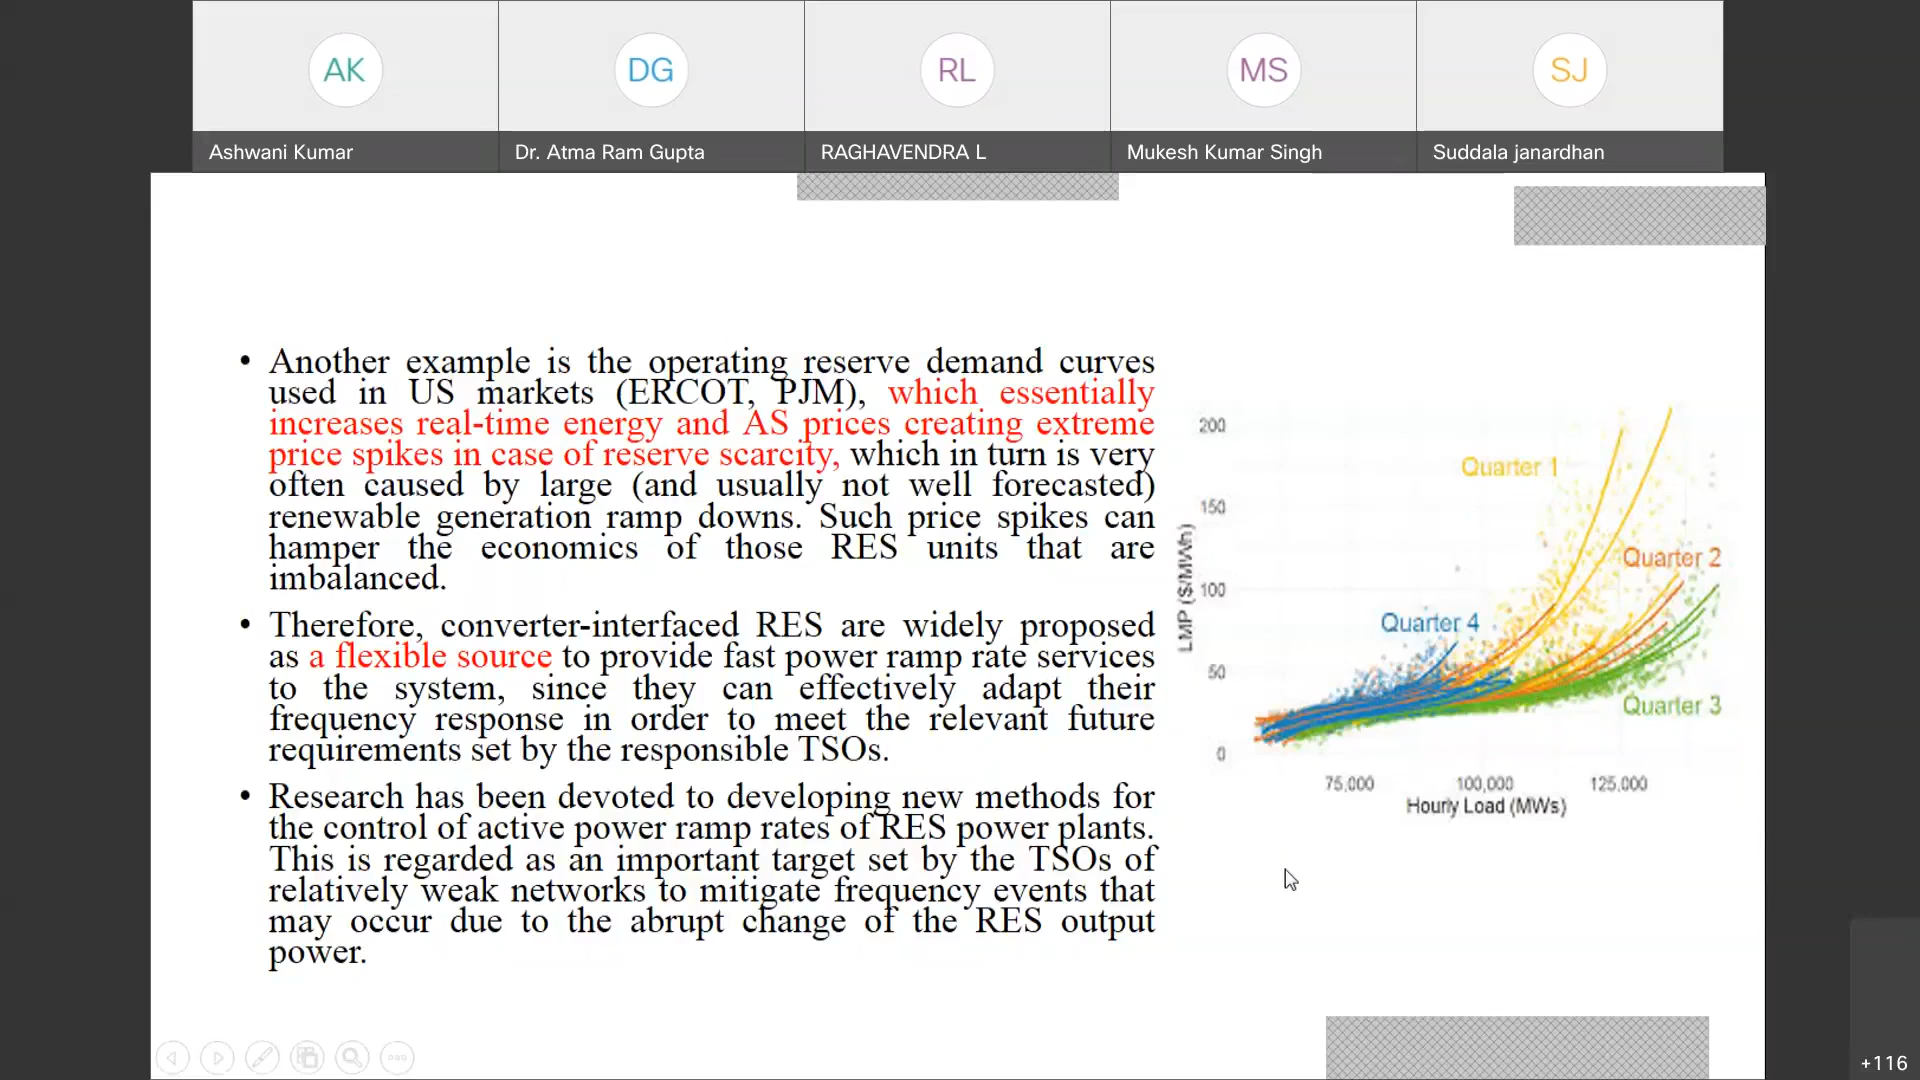 AK
DG
RL
MS
SJ
Ashwani Kumar
Dr. Atma Ram Gupta
RAGHAVENDRA L
Mukesh Kumar Singh
Suddala janardhan
• Another example is the operating reserve demand curves
used in US markets (ERCOT, PJM), which essentially
increases real-time energy and AS prices creating extreme
price spikes in case of reserve scarcity, which in turn is very
often caused by large (and usually not well forecasted)
renewable generation ramp downs. Such price spikes can
hamper the economics of those RES units that are
imbalanced.
• Therefore, converter-interfaced RES are widely proposed
as a flexible source to provide fast power ramp rate services
to the system, since they can effectively adapt their
frequency response in order to meet the relevant future
requirements set by the responsible TSOs.
• Research has been devoted to developing new methods for
the control of active power ramp rates of RES power plants.
This is regarded as an important target set by the TSOs of
relatively weak networks to mitigate frequency events that
may occur due to the abrupt change of the RES output
power.
LMP ($/MWh)
200
150
100
50
0
Quarter 1
Quarter 2
Quarter 4
Quarter 3
75,000
100,000
125,000
Hourly Load (MWs)
+116